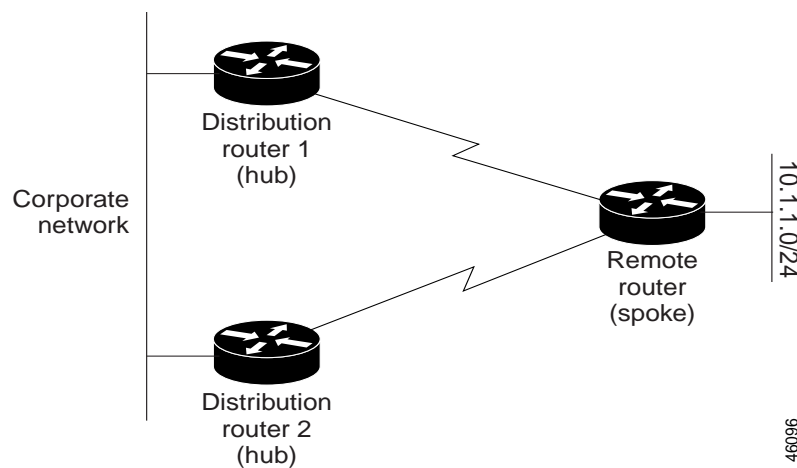 Distribution
router 1
(hub)
Corporate
network
10.1.1.0/24
Remote
router
(spoke)
Distribution
router 2
(hub)
46096